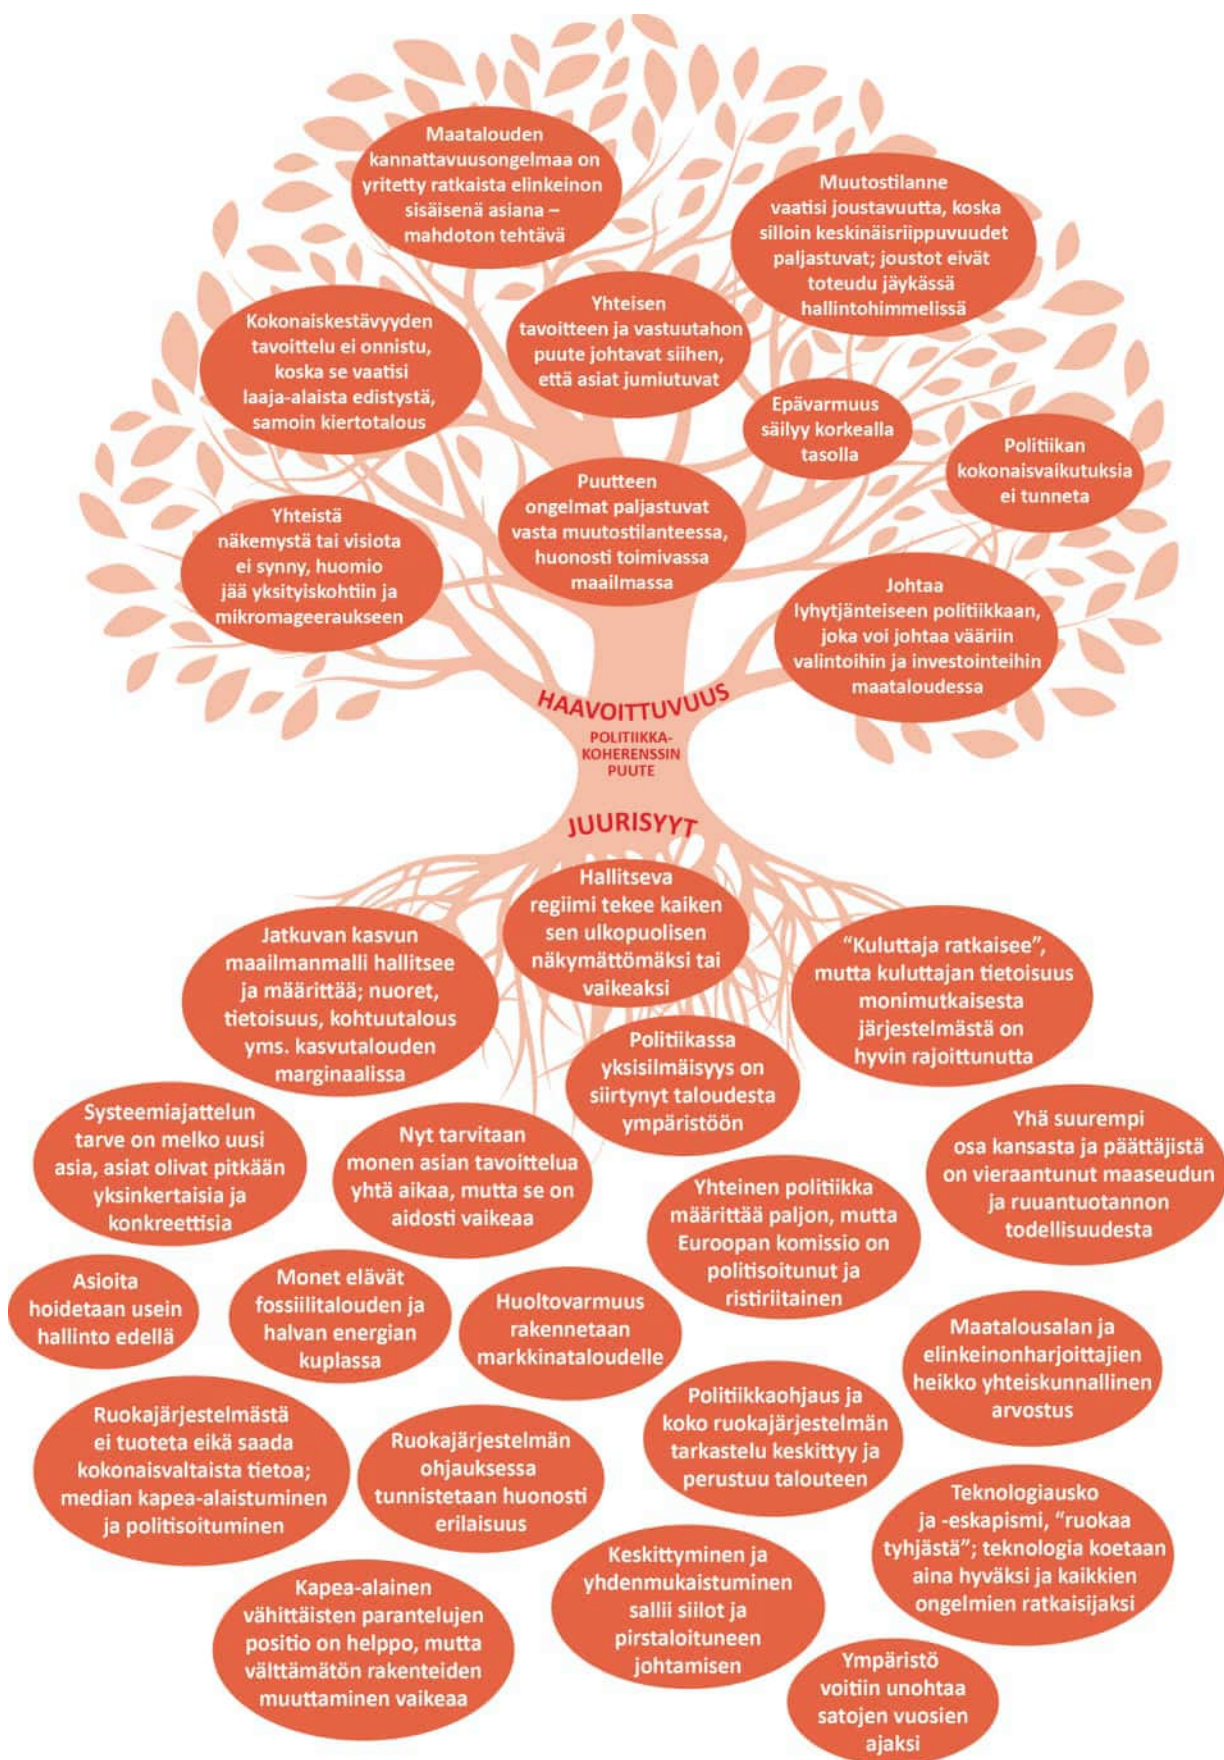 Maatalouden
kannattavuusongelmaa on
yritetty ratkaista elinkeinon
sisäisenä asiana –
mahdoton tehtävä
Muutostilanne
vaatisi joustavuutta, koska
silloin keskinäisriippuvuudet
paljastuvat; joustot eivät
toteudu jäykässä
hallintohimmelissä
Yhteisen
tavoitteen ja vastuutahon
puute johtavat siihen,
että asiat jumiutuvat
Kokonaiskestävyyden
tavoittelu ei onnistu,
koska se vaatisi
laaja-alaista edistystä,
samoin kiertotalous
Epävarmuus
säilyy korkealla
tasolla
Politiikan
kokonaisvaikutuksia
ei tunneta
Puutteen
ongelmat paljastuvat
vasta muutostilanteessa,
huonosti toimivassa
maailmassa
Yhteistä
näkemystä tai visiota
ei synny, huomio
jää yksityiskohtiin ja
mikromageeraukseen
Johtaa
lyhytjänteiseen politiikkaan,
joka voi johtaa vääriin
valintoihin ja investointeihin
maataloudessa
HAAVOITTUVUUS
POLITIIKKA-
KOHERENSSIN
PUUTE
JUURISYYT
Hallitseva
regiimi tekee kaiken
sen ulkopuolisen
näkymättömäksi tai
vaikeaksi
Jatkuvan kasvun
maailmanmalli hallitsee
ja määrittää; nuoret,
tietoisuus, kohtuutalous
yms. kasvutalouden
marginaalissa
“Kuluttaja ratkaisee”,
mutta kuluttajan tietoisuus
monimutkaisesta
järjestelmästä on
hyvin rajoittunutta
Politiikassa
yksisilmäisyys on
siirtynyt taloudesta
ympäristöön
Systeemiajattelun
tarve on melko uusi
asia, asiat olivat pitkään
yksinkertaisia ja
konkreettisia
Nyt tarvitaan
monen asian tavoittelua
yhtä aikaa, mutta se on
aidosti vaikeaa
Yhä suurempi
osa kansasta ja päättäjistä
on vieraantunut maaseudun
ja ruuantuotannon
todellisuudesta
Yhteinen politiikka
määrittää paljon, mutta
Euroopan komissio on
politisoitunut ja
ristiriitainen
Asioita
hoidetaan usein
hallinto edellä
Monet elävät
fossiilitalouden ja
halvan energian
kuplassa
Huoltovarmuus
rakennetaan
markkinataloudelle
Maatalousalan ja
elinkeinonharjoittajien
heikko yhteiskunnallinen
arvostus
Politiikkaohjaus ja
koko ruokajärjestelmän
tarkastelu keskittyy ja
perustuu talouteen
Ruokajärjestelmästä
ei tuoteta eikä saada
kokonaisvaltaista tietoa;
median kapea-alaistuminen
ja politisoituminen
Ruokajärjestelmän
ohjauksessa
tunnistetaan huonosti
erilaisuus
Teknologiausko
ja -eskapismi, “ruokaa
tyhjästä”; teknologia koetaan
aina hyväksi ja kaikkien
ongelmien ratkaisijaksi
Kapea-alainen
vähittäisten parantelujen
positio on helppo, mutta
välttämätön rakenteiden
muuttaminen vaikeaa
Keskittyminen ja
yhdenmukaistuminen
sallii siilot ja
pirstaloituneen
johtamisen
Ympäristö
voitiin unohtaa
satojen vuosien
ajaksi